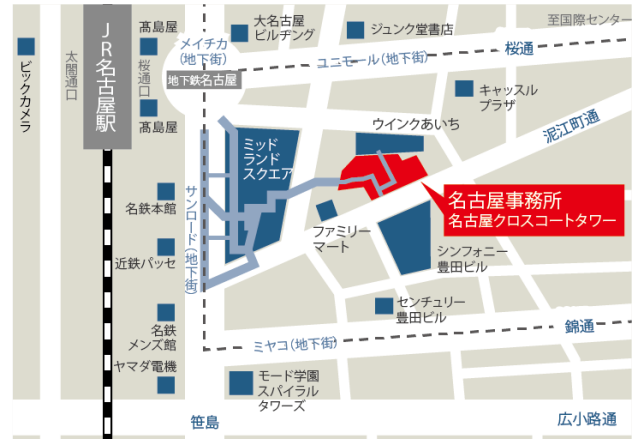 ビックカメラ
太閤通口
JR名古屋駅
桜通口
髙島屋
髙島屋
メイチカ
(地下街)
地下鉄名古屋
大名古屋
ビルヂング
ジュンク堂書店
至国際センター
桜通
ユニモール(地下街)
キャッスル
プラザ
泥江町通
ウインクあいち
ミッド
ランド
スクエア
名古屋事務所
名古屋クロスコートタワー
名鉄本館
サンロード(地下街)
ファミリー
マート
シンフォニー
豊田ビル
近鉄パッセ
センチュリー
豊田ビル
名鉄
メンズ館
錦通
ミヤコ(地下街)
ヤマダ電機
モード学園
スパイラル
タワーズ
笹島
広小路通